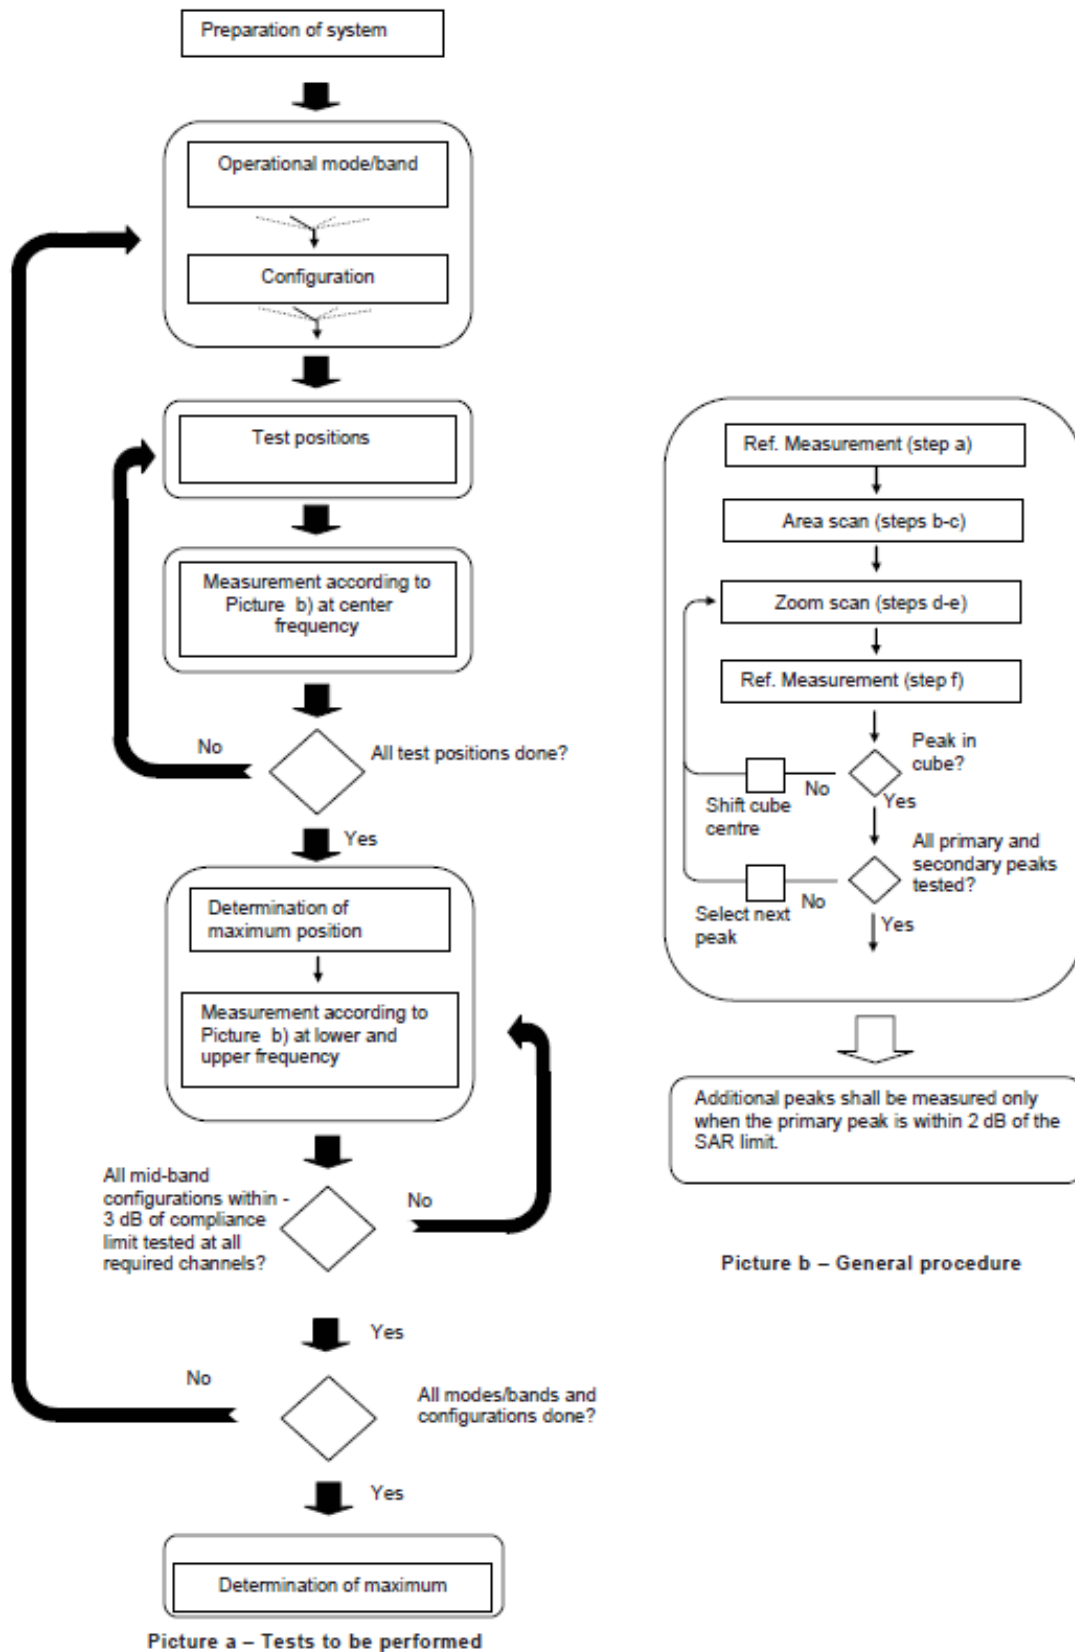 Preparation of system
Operational mode/band
Configuration
Test positions
Measurement according to
Picture b) at center
frequency
No
All test positions done?
Yes
Determination of
maximum position
Measurement according to
Picture b) at lower and
upper frequency
All mid-band
configurations within -
3 dB of compliance
limit tested at all
required channels?
No
Yes
No
All modes/bands and
configurations done?
Yes
Determination of maximum
Picture a – Tests to be performed
Ref. Measurement (step a)
Area scan (steps b-c)
Zoom scan (steps d-e)
Ref. Measurement (step f)
Peak in
cube?
No
Shift cube
centre
Yes
All primary and
secondary peaks
tested?
No
Select next
peak
Yes
Additional peaks shall be measured only
when the primary peak is within 2 dB of the
SAR limit.
Picture b – General procedure